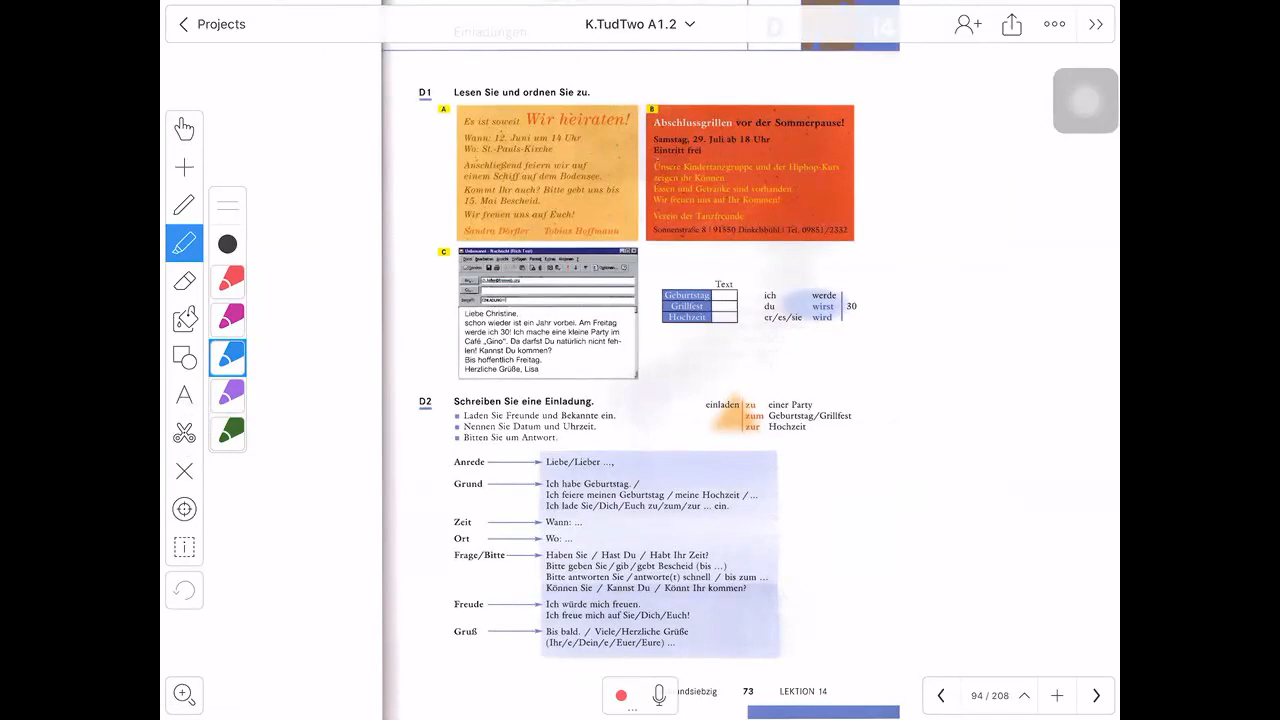 Projects
K.TudTwo A1.2
Einladungen
D
14
D1 Lesen Sie und ordnen Sie zu.
A
Es ist soweit Wir heiraten!
Wann: 12. Juni um 14 Uhr
Wo: St.-Pauls-Kirche
Anschließend feiern wir auf
einem Schiff auf dem Bodensee.
Kommt Ihr auch? Bitte gebt uns bis
15. Mai Bescheid.
Wir freuen uns auf Euch!
Sandra Dörfler Tobias Hoffmann
B
Abschlussgrillen vor der Sommerpause!
Samstag, 29. Juli ab 18 Uhr
Eintritt frei
Unsere Kindertanzgruppe und der Hiphop-Kurs
zeigen ihr Können.
Essen und Getränke sind vorhanden.
Wir freuen uns auf Ihr Kommen!
Verein der Tanzfreunde
Sonnenstraße 8 | 91550 Dinkelsbühl | Tel. 09851/2332
C
EINLADUNG!
Liebe Christine,
schon wieder ist ein Jahr vorbei. Am Freitag
werde ich 30! Ich mache eine kleine Party im
Café „Gino". Da darfst Du natürlich nicht feh-
len! Kannst Du kommen?
Bis hoffentlich Freitag.
Herzliche Grüße, Lisa
Text
Geburtstag
Grillfest
Hochzeit
ich werde
du wirst 30
er/es/sie wird
D2 Schreiben Sie eine Einladung.
Laden Sie Freunde und Bekannte ein.
Nennen Sie Datum und Uhrzeit.
Bitten Sie um Antwort.
einladen zu einer Party
zum Geburtstag/Grillfest
zur Hochzeit
Anrede Liebe/Lieber ...,
Grund Ich habe Geburtstag. /
Ich feiere meinen Geburtstag / meine Hochzeit / ...
Ich lade Sie/Dich/Euch zu/zum/zur ... ein.
Zeit Wann: ...
Ort Wo: ...
Frage/Bitte Haben Sie / Hast Du / Habt Ihr Zeit?
Bitte geben Sie / gib / gebt Bescheid (bis ...)
Bitte antworten Sie / antworte(t) schnell / bis zum ...
Können Sie / Kannst Du / Könnt Ihr kommen?
Freude Ich würde mich freuen.
Ich freue mich auf Sie/Dich/Euch!
Gruß Bis bald. / Viele/Herzliche Grüße
(Ihr/e/Dein/e/Euer/Eure) ...
ndsiebzig 73 LEKTION 14
94 / 208